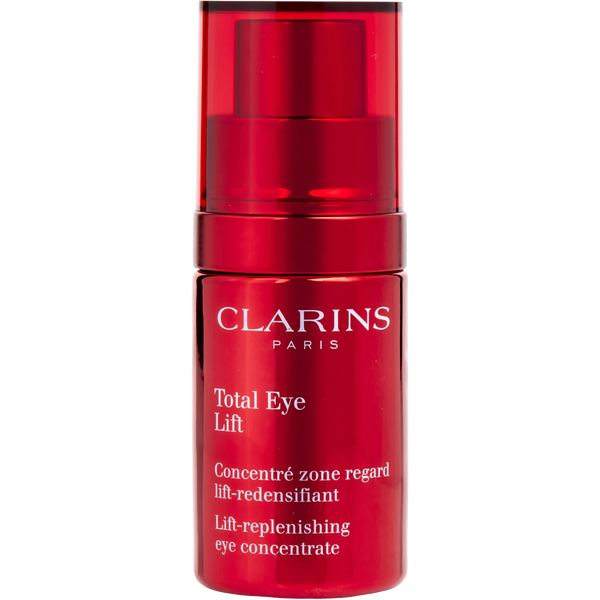 CLARINS
PARIS
Total Eye
Lift
Concentré zone regard
lift-redensifiant
Lift-replenishing
eye concentrate